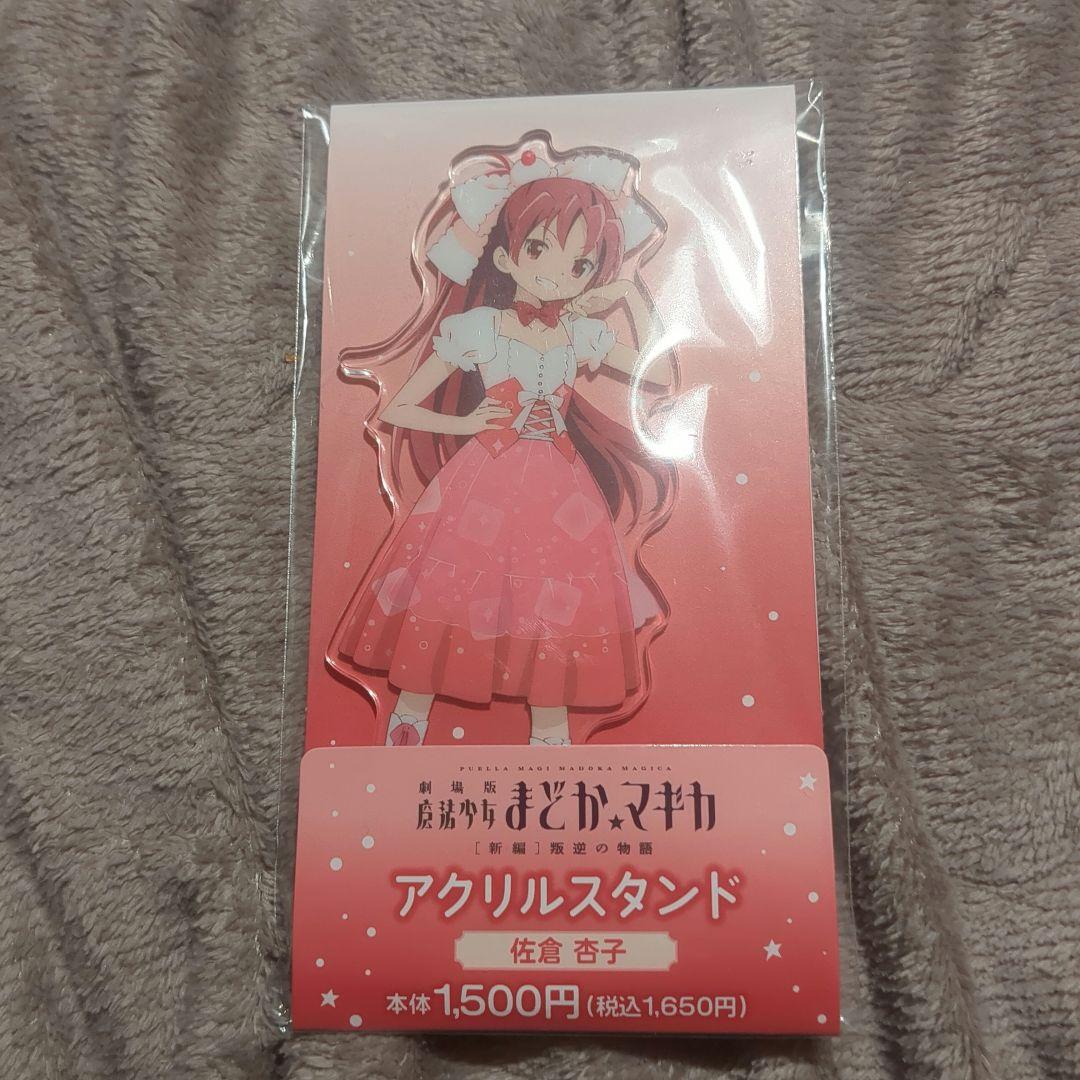 PUELLA MAGI MADOKA MAGICA
劇場版
魔法少女まどか★マギカ
[新編]叛逆の物語
アクリルスタンド
佐倉 杏子
本体1,500円(税込1,650円)